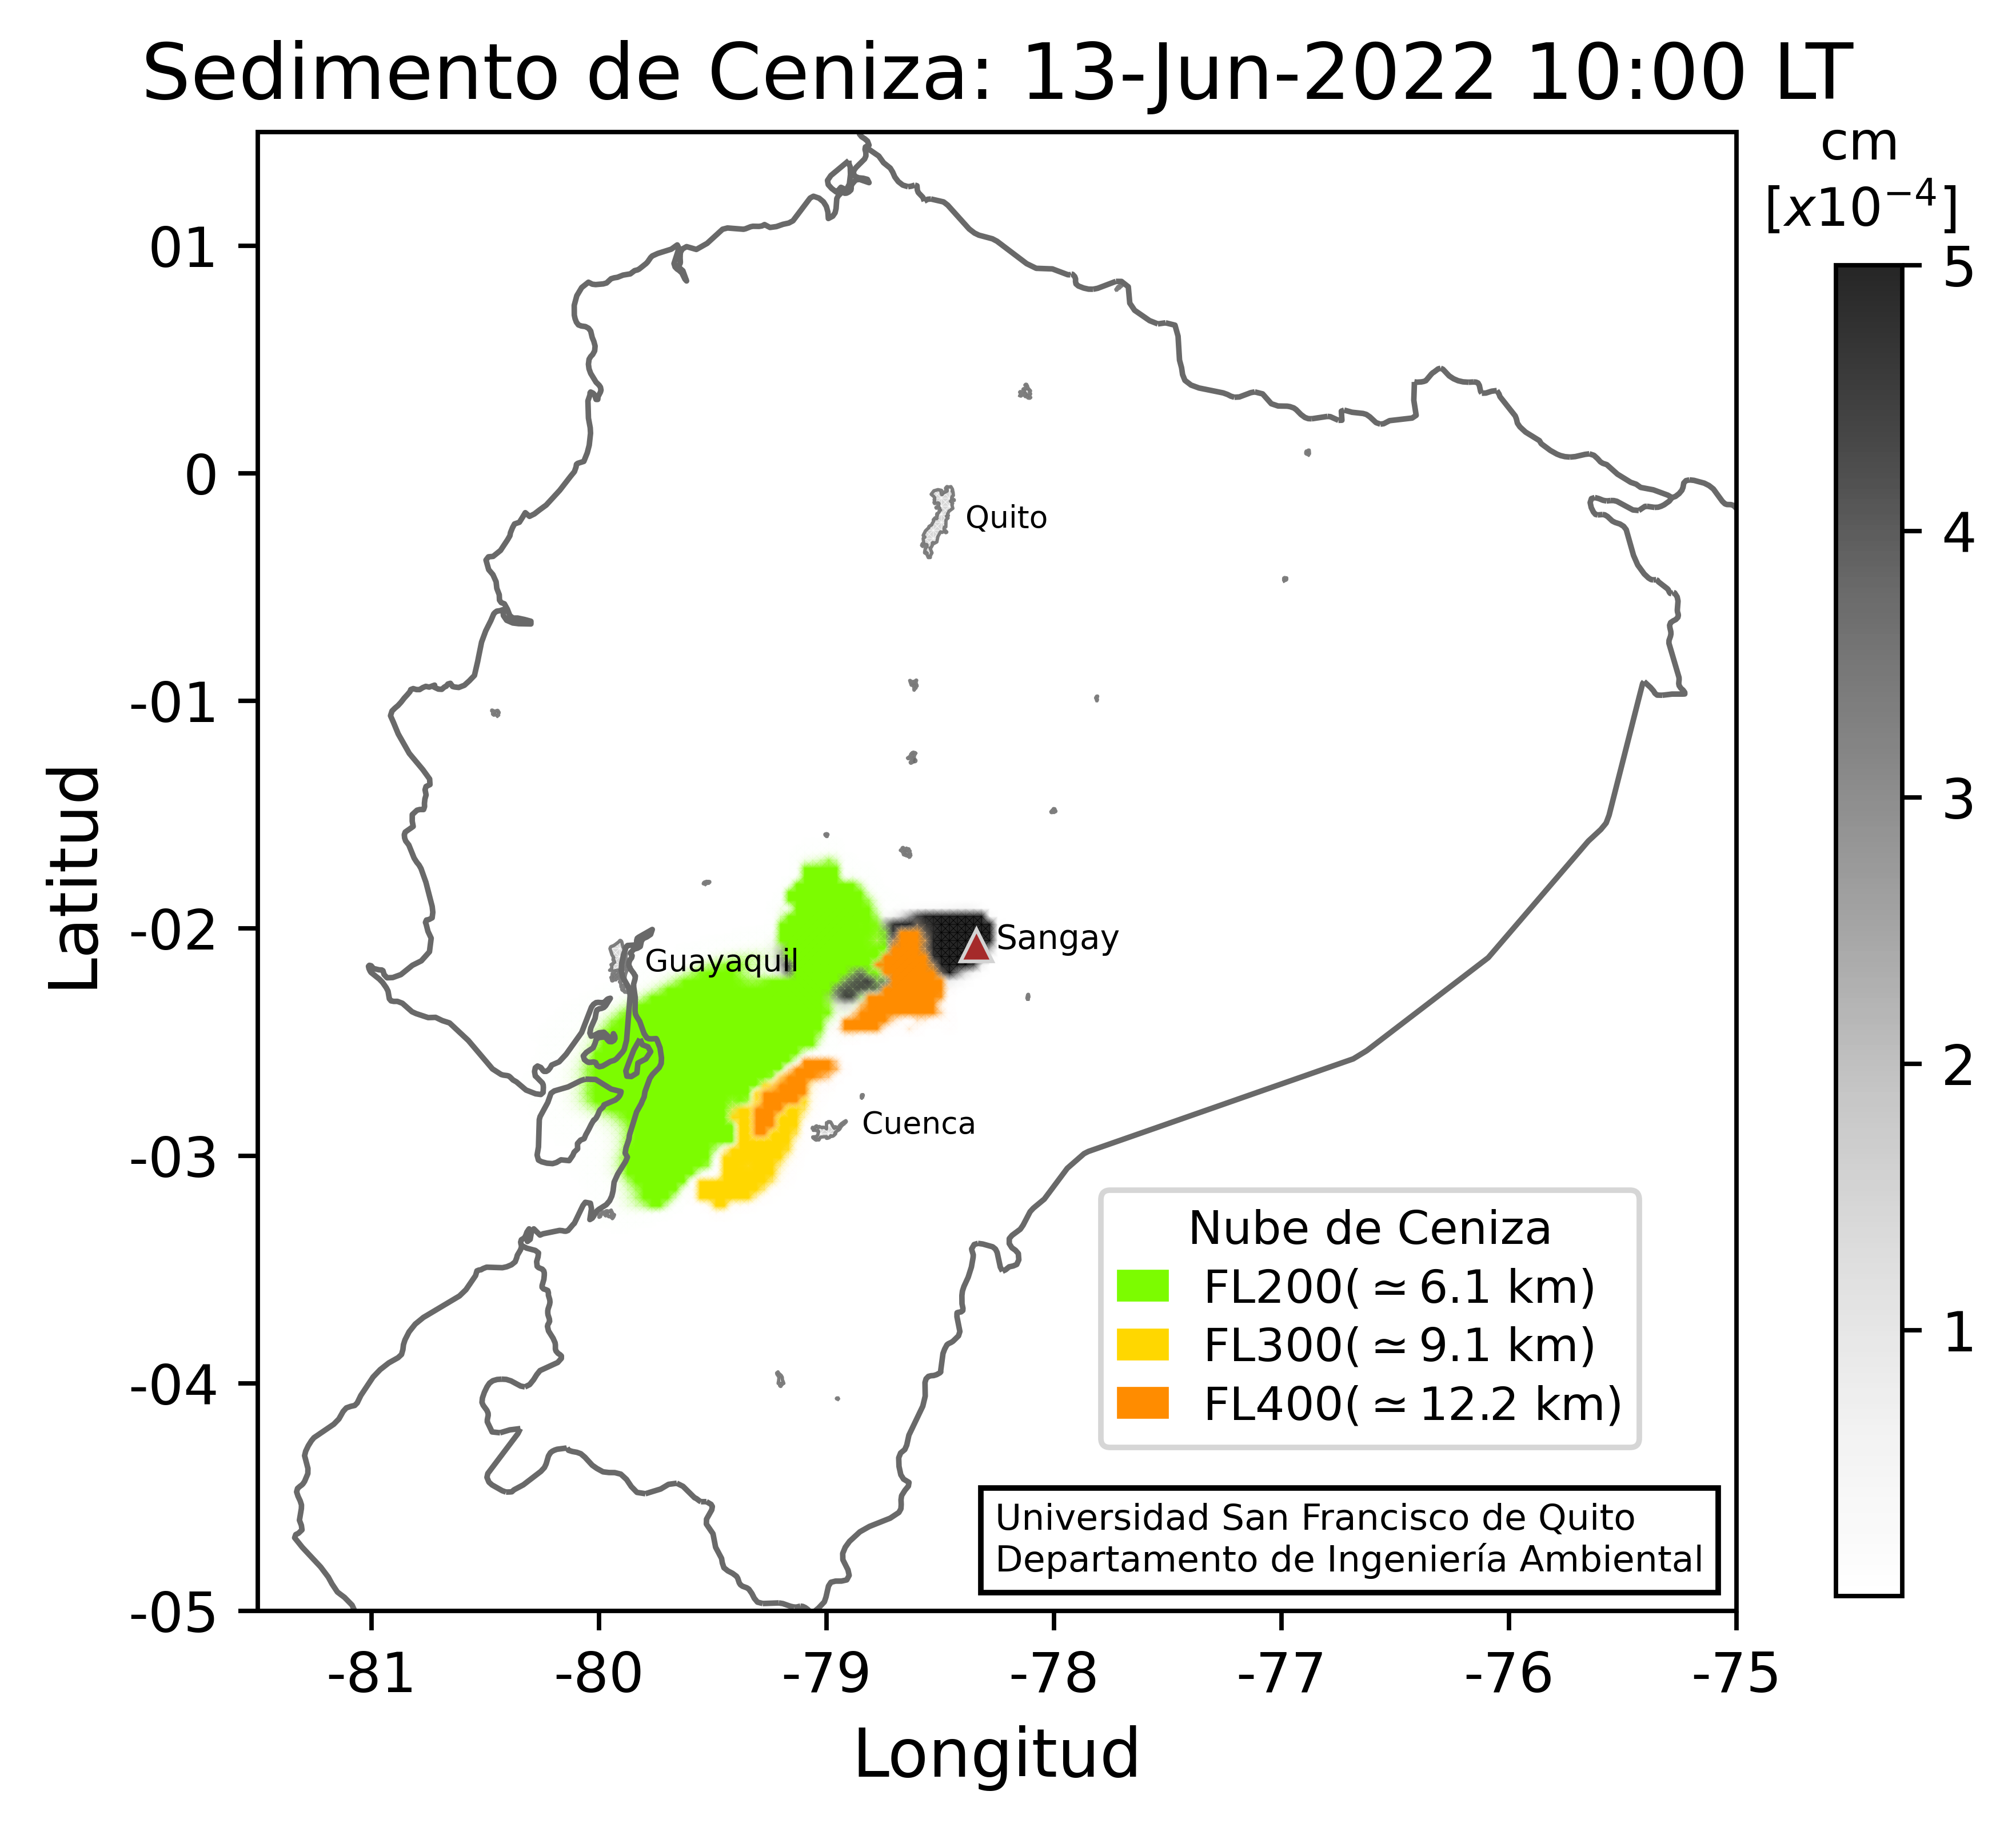 Sedimento de Ceniza: 13-Jun-2022 10:00 LT
cm
[x10⁻⁴]
5
4
3
2
1
Latitud
01
0
-01
-02
-03
-04
-05
Quito
Sangay
Guayaquil
Cuenca
Nube de Ceniza
FL200( ≃ 6.1 km)
FL300( ≃ 9.1 km)
FL400( ≃ 12.2 km)
Universidad San Francisco de Quito
Departamento de Ingeniería Ambiental
-81 -80 -79 -78 -77 -76 -75
Longitud